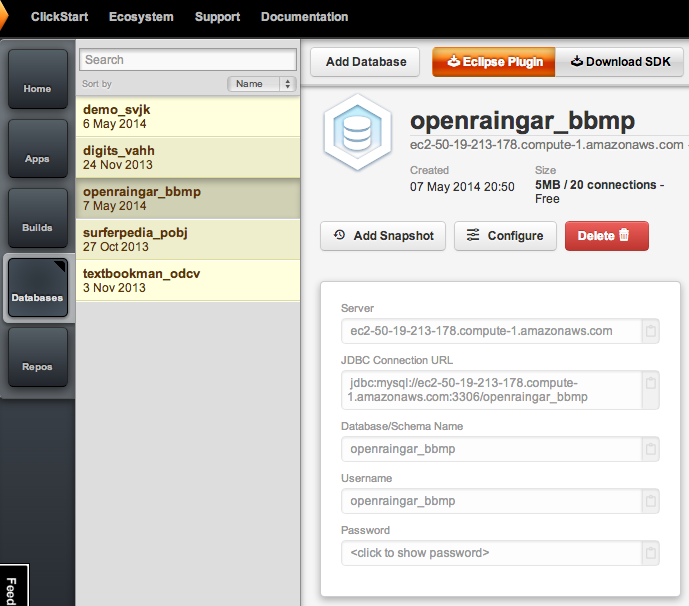 ClickStart Ecosystem Support Documentation
Home
Apps
Builds
Databases
Repos
Feed
Search
Sort by Name
demo_svjk
6 May 2014
digits_vahh
24 Nov 2013
openraingar_bbmp
7 May 2014
surferpedia_pobj
27 Oct 2013
textbookman_odcv
3 Nov 2013
Add Database Eclipse Plugin Download SDK
openraingar_bbmp
ec2-50-19-213-178.compute-1.amazonaws.com -
Created Size
07 May 2014 20:50 5MB / 20 connections -
Free
Add Snapshot Configure Delete
Server
ec2-50-19-213-178.compute-1.amazonaws.com
JDBC Connection URL
jdbc:mysql://ec2-50-19-213-178.compute-
1.amazonaws.com:3306/openraingar_bbmp
Database/Schema Name
openraingar_bbmp
Username
openraingar_bbmp
Password
<click to show password>